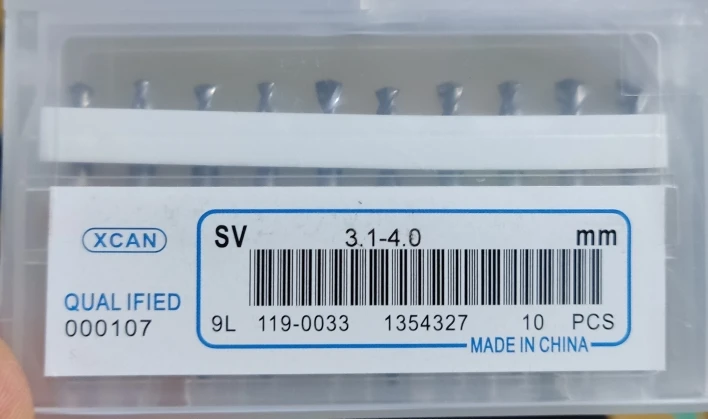 XCAN
QUALIFIED
000107
SV 3.1-4.0 mm
9L 119-0033 1354327 10 PCS
MADE IN CHINA